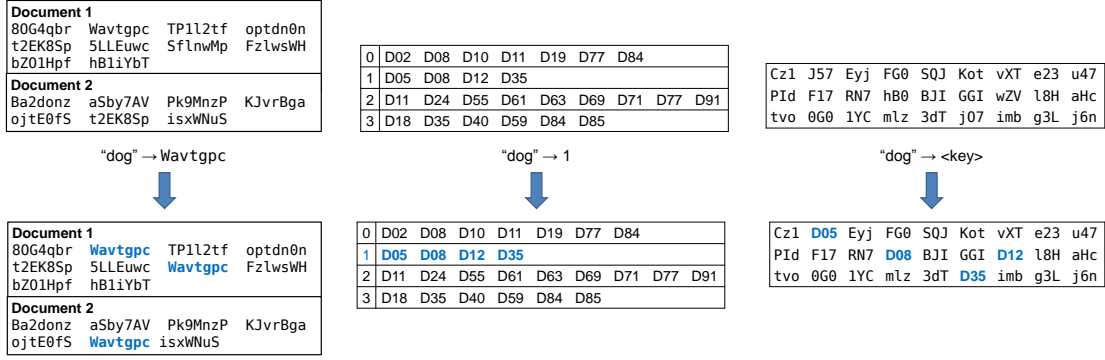 Document 1
8OG4qbr Wavtgpc TP1l2tf optdn0n
t2EK8Sp 5LLEuwc SflnwMp FzlwsWH
bZO1Hpf hB1iYbT
Document 2
Ba2donz aSby7AV Pk9MnzP KJvrBga
ojtE0fS t2EK8Sp isxWNuS
"dog" → Wavtgpc
Document 1
8OG4qbr Wavtgpc TP1l2tf optdn0n
t2EK8Sp 5LLEuwc Wavtgpc FzlwsWH
bZO1Hpf hB1iYbT
Document 2
Ba2donz aSby7AV Pk9MnzP KJvrBga
ojtE0fS Wavtgpc isxWNuS
0 D02 D08 D10 D11 D19 D77 D84
1 D05 D08 D12 D35
2 D11 D24 D55 D61 D63 D69 D71 D77 D91
3 D18 D35 D40 D59 D84 D85
"dog" → 1
0 D02 D08 D10 D11 D19 D77 D84
1 D05 D08 D12 D35
2 D11 D24 D55 D61 D63 D69 D71 D77 D91
3 D18 D35 D40 D59 D84 D85
Cz1 J57 Eyj FG0 SQJ Kot vXT e23 u47
PId F17 RN7 hB0 BJI GGI wZV l8H aHc
tvo 0G0 1YC mlz 3dT jO7 imb g3L j6n
"dog" → <key>
Cz1 D05 Eyj FG0 SQJ Kot vXT e23 u47
PId F17 RN7 D08 BJI GGI D12 l8H aHc
tvo 0G0 1YC mlz 3dT D35 imb g3L j6n